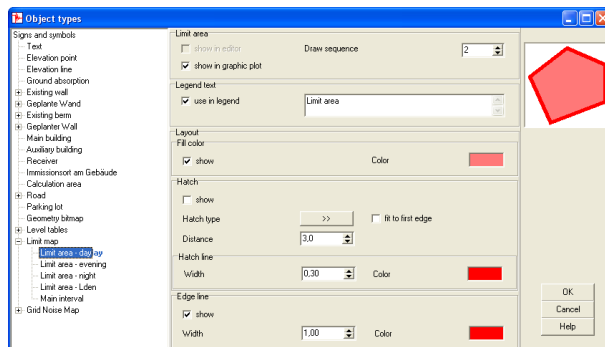 Object types
Signs and symbols
Text
Elevation point
Elevation line
Ground absorption
Existing wall
Geplante Wand
Existing berm
Geplanter Wall
Main building
Auxiliary building
Receiver
Immissionsort am Gebäude
Calculation area
Road
Parking lot
Geometry bitmap
Level tables
Limit map
Limit area - day
Limit area - evening
Limit area - night
Limit area - Lden
Main interval
Grid Noise Map
Limit area
show in editor Draw sequence 2
show in graphic plot
Legend text
use in legend Limit area
Layout
Fill color
show Color
Hatch
show
Hatch type >> fit to first edge
Distance 3,0
Hatch line
Width 0,30 Color
Edge line
show
Width 1,00 Color
OK
Cancel
Help